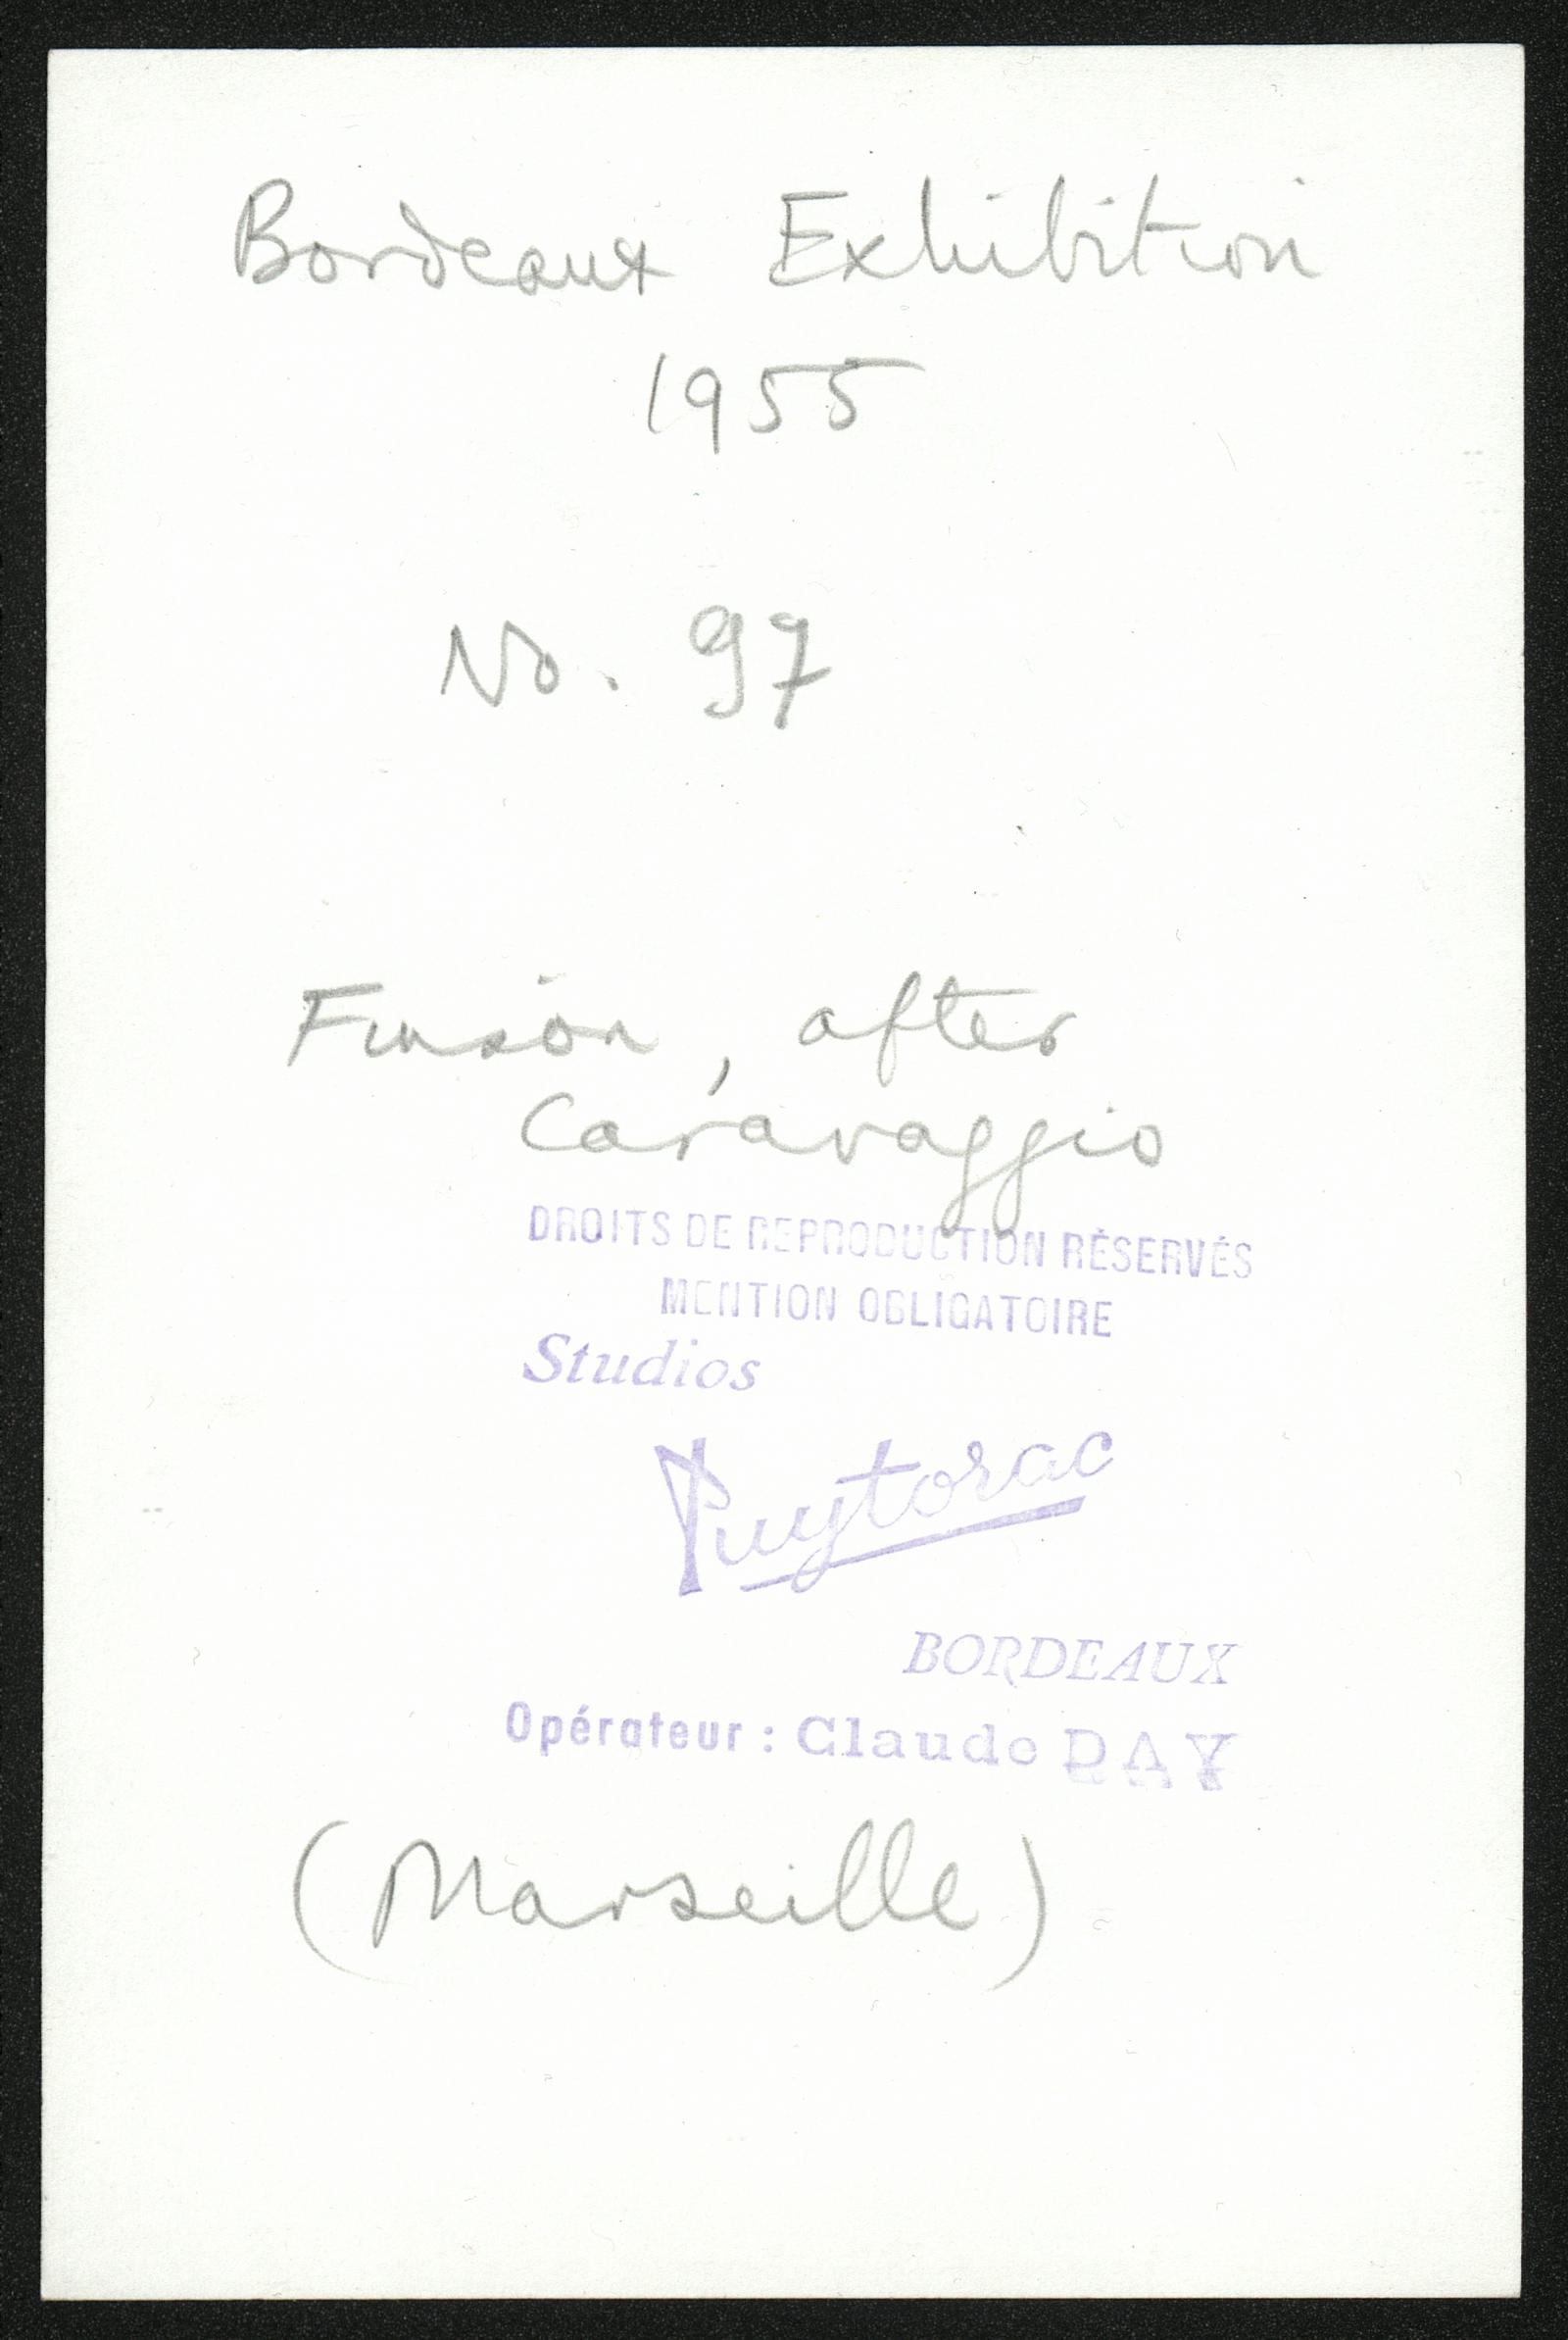 Bordeaux Exhibition
1955
No. 97
Finson, after
Caravaggio
DROITS DE REPRODUCTION RÉSERVÉS
MENTION OBLIGATOIRE
Studios
Puytorac
BORDEAUX
Opérateur : Claude DAY
(Marseille)